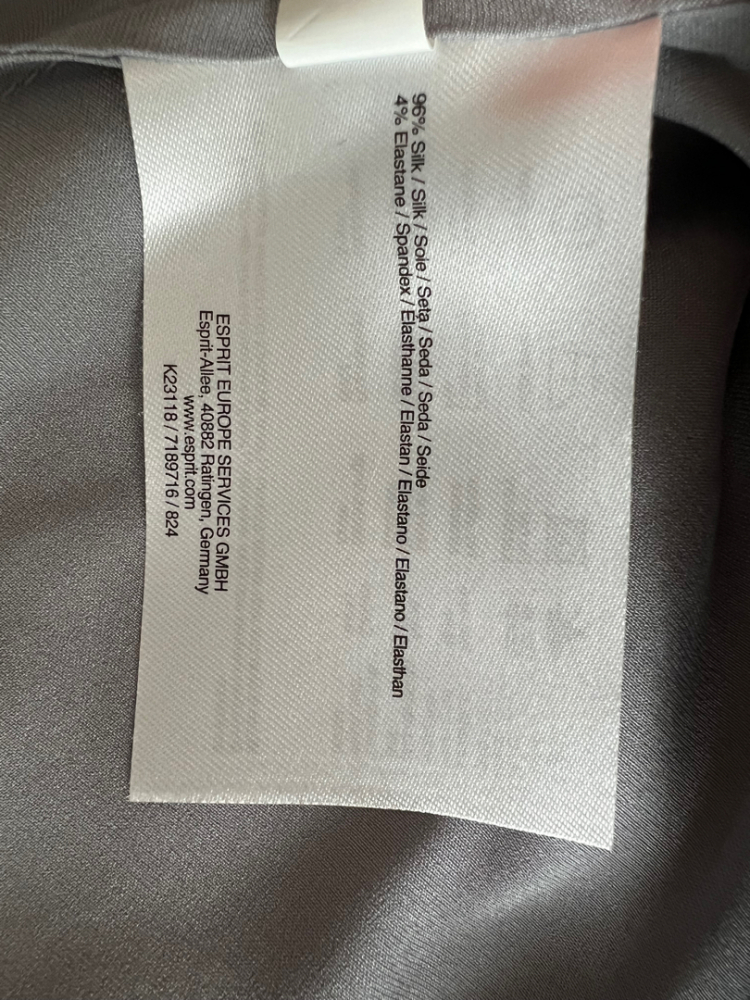 96% Silk / Silk / Soie / Seta / Seda / Seda / Seide
4% Elastane / Spandex / Elasthanne / Elastan / Elastano / Elastano / Elasthan
ESPRIT EUROPE SERVICES GMBH
Esprit-Allee, 40882 Ratingen, Germany
www.esprit.com
K23118 / 7189716 / 824